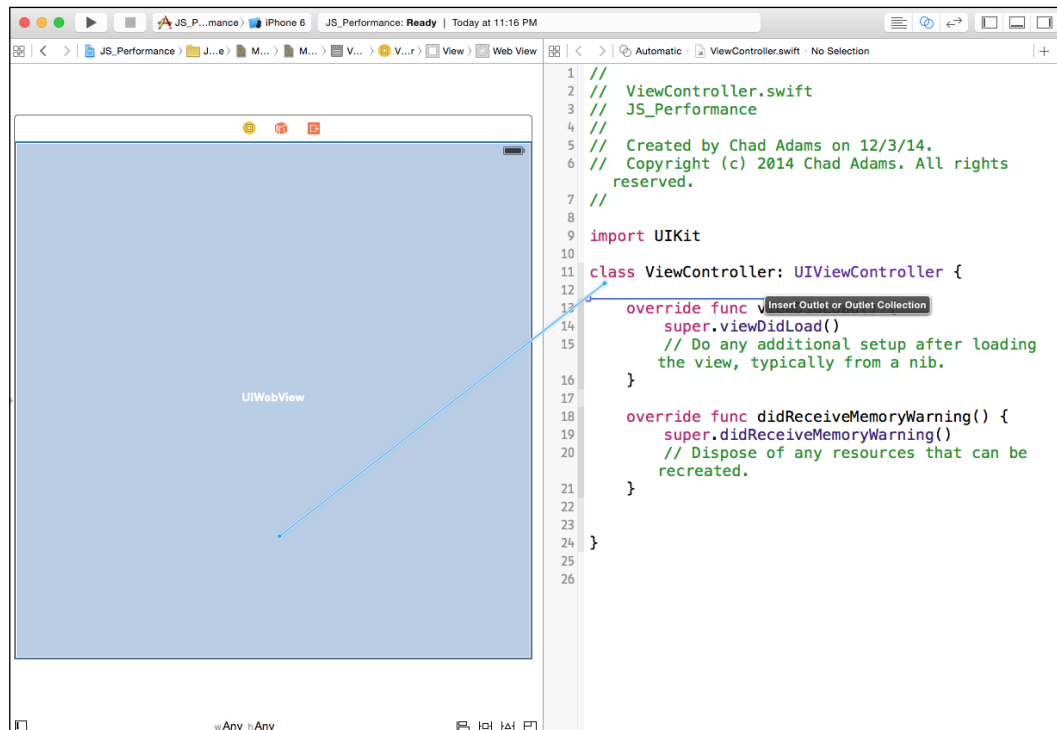 JS_P...mance) iPhone 6 JS_Performance: Ready | Today at 11:16 PM
JS_Performance J...e) M...) M...) V...) V...r) View Web View
Automatic ViewController.swift No Selection
1 //
2 //  ViewController.swift
3 //  JS_Performance
4 //
5 //  Created by Chad Adams on 12/3/14.
6 //  Copyright (c) 2014 Chad Adams. All rights
reserved.
7 //
8
9 import UIKit
10
11 class ViewController: UIViewController {
12
Insert Outlet or Outlet Collection
13 override func viewDidLoad() {
14 super.viewDidLoad()
15 // Do any additional setup after loading
the view, typically from a nib.
16 }
17
18 override func didReceiveMemoryWarning() {
19 super.didReceiveMemoryWarning()
20 // Dispose of any resources that can be
recreated.
21 }
22
23
24 }
25
26
UIWebView
wAny hAny